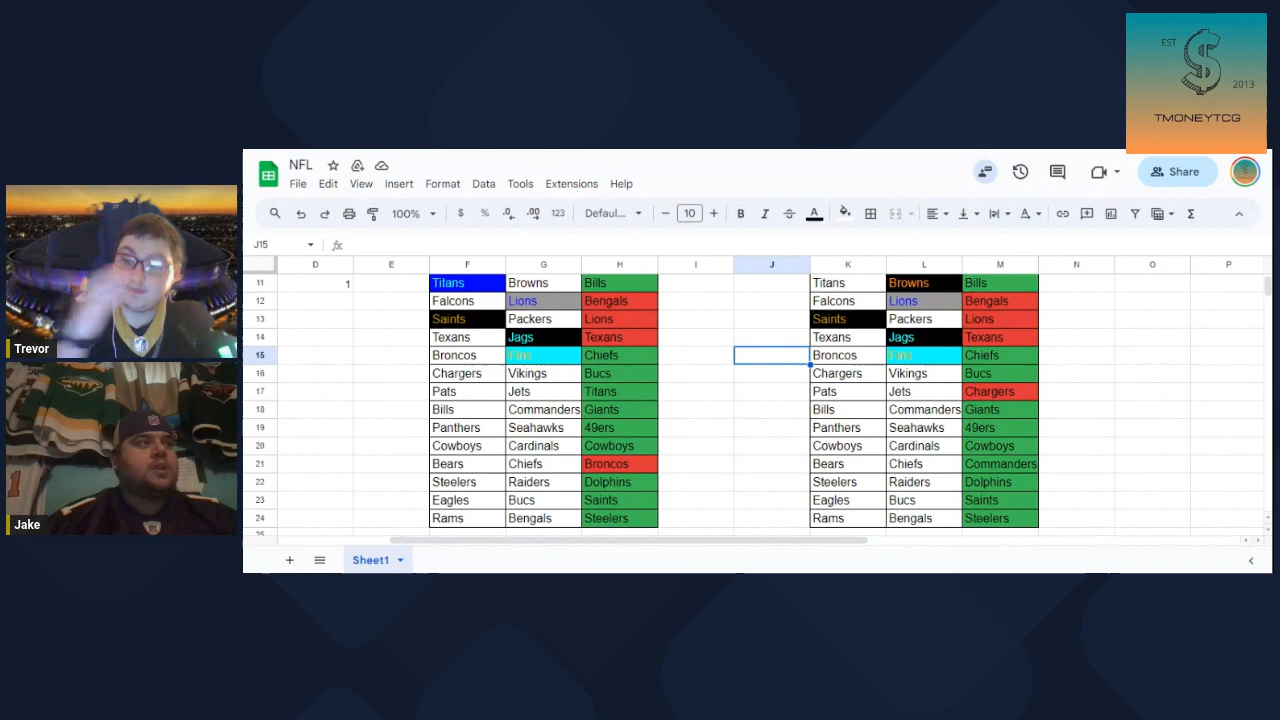 EST
2013
TMONEYTCG
NFL
File Edit View Insert Format Data Tools Extensions Help
Share
100% $ % .0 .00 123 Defaul... − 10 + B I A Σ
J15 fx
D E F G H I J K L M N O P
11 1 Titans Browns Bills Titans Browns Bills
12 Falcons Lions Bengals Falcons Lions Bengals
13 Saints Packers Lions Saints Packers Lions
14 Texans Jags Texans Texans Jags Texans
15 Broncos Fins Chiefs Broncos Fins Chiefs
16 Chargers Vikings Bucs Chargers Vikings Bucs
17 Pats Jets Titans Pats Jets Chargers
18 Bills Commanders Giants Bills Commanders Giants
19 Panthers Seahawks 49ers Panthers Seahawks 49ers
20 Cowboys Cardinals Cowboys Cowboys Cardinals Cowboys
21 Bears Chiefs Broncos Bears Chiefs Commanders
22 Steelers Raiders Dolphins Steelers Raiders Dolphins
23 Eagles Bucs Saints Eagles Bucs Saints
24 Rams Bengals Steelers Rams Bengals Steelers
Sheet1
Trevor
Jake